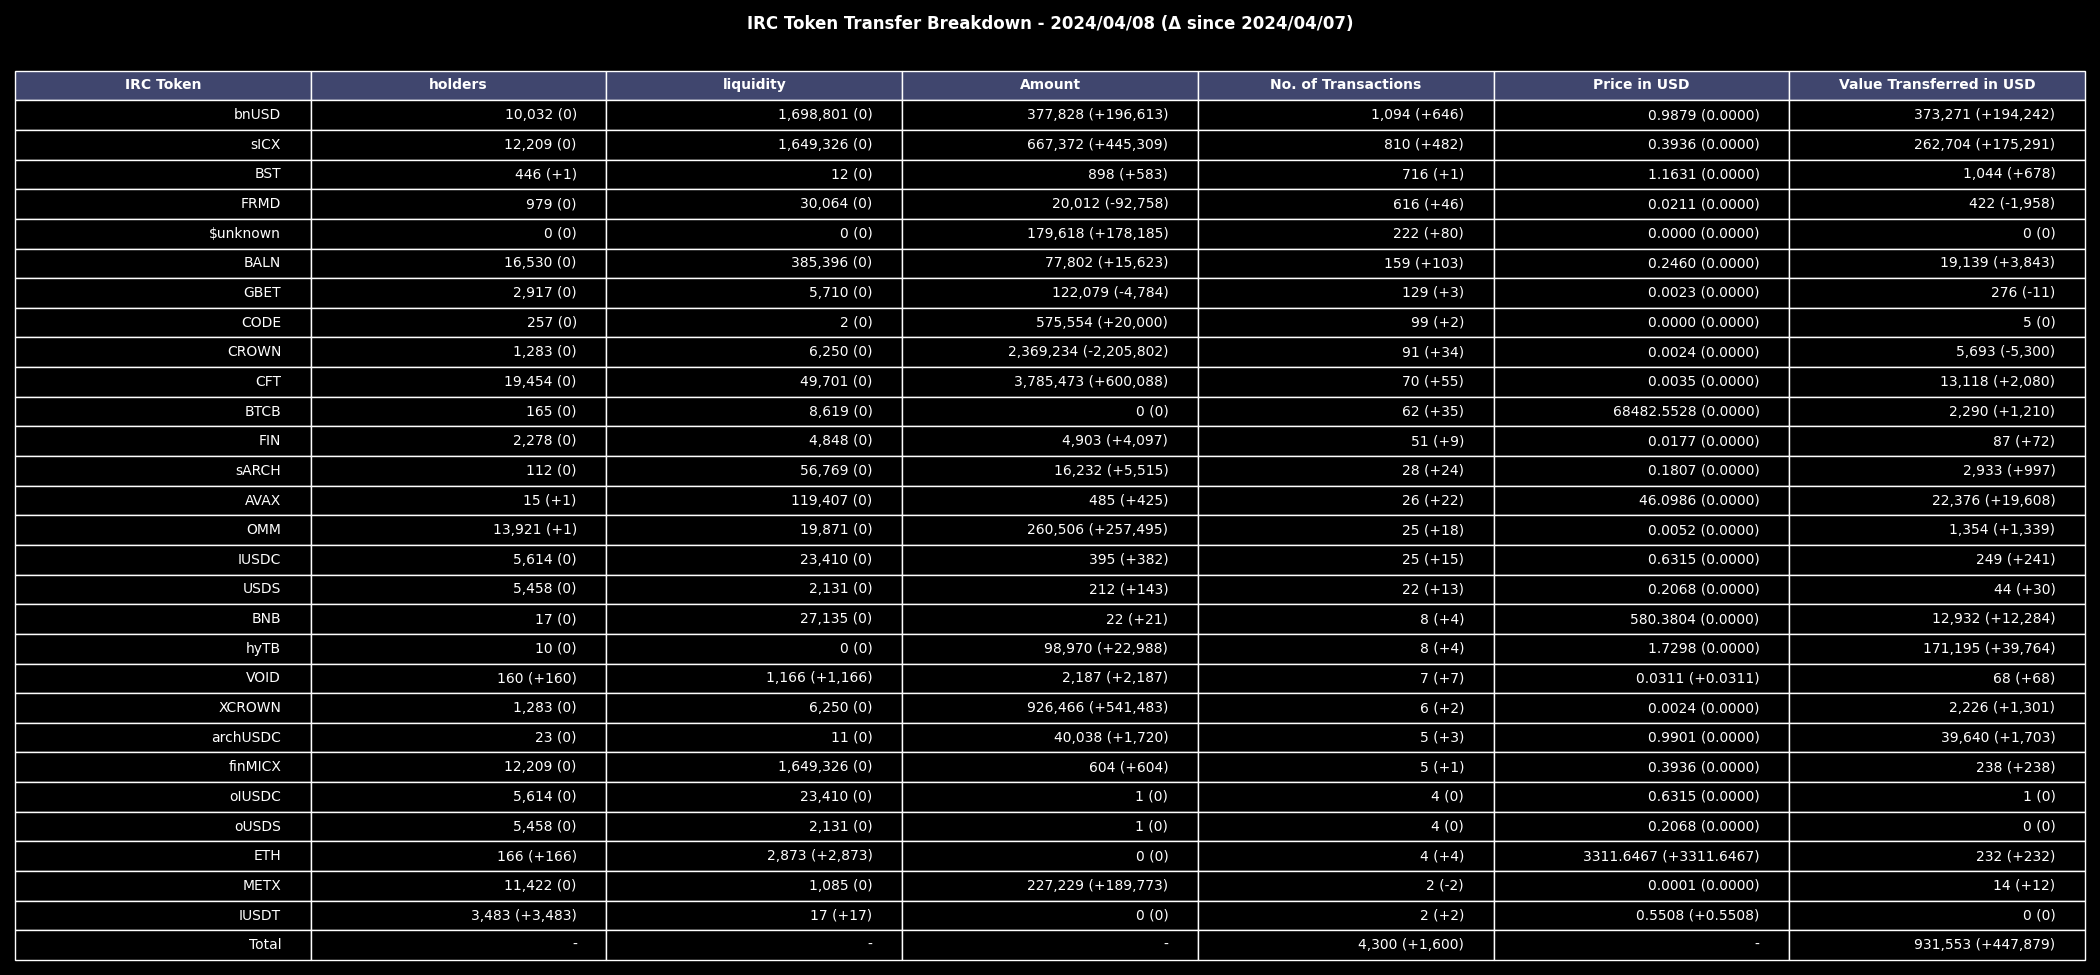 IRC Token Transfer Breakdown - 2024/04/08 (Δ since 2024/04/07)
IRC Token holders liquidity Amount No. of Transactions Price in USD Value Transferred in USD
bnUSD 10,032 (0) 1,698,801 (0) 377,828 (+196,613) 1,094 (+646) 0.9879 (0.0000) 373,271 (+194,242)
sICX 12,209 (0) 1,649,326 (0) 667,372 (+445,309) 810 (+482) 0.3936 (0.0000) 262,704 (+175,291)
BST 446 (+1) 12 (0) 898 (+583) 716 (+1) 1.1631 (0.0000) 1,044 (+678)
FRMD 979 (0) 30,064 (0) 20,012 (-92,758) 616 (+46) 0.0211 (0.0000) 422 (-1,958)
$unknown 0 (0) 0 (0) 179,618 (+178,185) 222 (+80) 0.0000 (0.0000) 0 (0)
BALN 16,530 (0) 385,396 (0) 77,802 (+15,623) 159 (+103) 0.2460 (0.0000) 19,139 (+3,843)
GBET 2,917 (0) 5,710 (0) 122,079 (-4,784) 129 (+3) 0.0023 (0.0000) 276 (-11)
CODE 257 (0) 2 (0) 575,554 (+20,000) 99 (+2) 0.0000 (0.0000) 5 (0)
CROWN 1,283 (0) 6,250 (0) 2,369,234 (-2,205,802) 91 (+34) 0.0024 (0.0000) 5,693 (-5,300)
CFT 19,454 (0) 49,701 (0) 3,785,473 (+600,088) 70 (+55) 0.0035 (0.0000) 13,118 (+2,080)
BTCB 165 (0) 8,619 (0) 0 (0) 62 (+35) 68482.5528 (0.0000) 2,290 (+1,210)
FIN 2,278 (0) 4,848 (0) 4,903 (+4,097) 51 (+9) 0.0177 (0.0000) 87 (+72)
sARCH 112 (0) 56,769 (0) 16,232 (+5,515) 28 (+24) 0.1807 (0.0000) 2,933 (+997)
AVAX 15 (+1) 119,407 (0) 485 (+425) 26 (+22) 46.0986 (0.0000) 22,376 (+19,608)
OMM 13,921 (+1) 19,871 (0) 260,506 (+257,495) 25 (+18) 0.0052 (0.0000) 1,354 (+1,339)
IUSDC 5,614 (0) 23,410 (0) 395 (+382) 25 (+15) 0.6315 (0.0000) 249 (+241)
USDS 5,458 (0) 2,131 (0) 212 (+143) 22 (+13) 0.2068 (0.0000) 44 (+30)
BNB 17 (0) 27,135 (0) 22 (+21) 8 (+4) 580.3804 (0.0000) 12,932 (+12,284)
hyTB 10 (0) 0 (0) 98,970 (+22,988) 8 (+4) 1.7298 (0.0000) 171,195 (+39,764)
VOID 160 (+160) 1,166 (+1,166) 2,187 (+2,187) 7 (+7) 0.0311 (+0.0311) 68 (+68)
XCROWN 1,283 (0) 6,250 (0) 926,466 (+541,483) 6 (+2) 0.0024 (0.0000) 2,226 (+1,301)
archUSDC 23 (0) 11 (0) 40,038 (+1,720) 5 (+3) 0.9901 (0.0000) 39,640 (+1,703)
finMICX 12,209 (0) 1,649,326 (0) 604 (+604) 5 (+1) 0.3936 (0.0000) 238 (+238)
oIUSDC 5,614 (0) 23,410 (0) 1 (0) 4 (0) 0.6315 (0.0000) 1 (0)
oUSDS 5,458 (0) 2,131 (0) 1 (0) 4 (0) 0.2068 (0.0000) 0 (0)
ETH 166 (+166) 2,873 (+2,873) 0 (0) 4 (+4) 3311.6467 (+3311.6467) 232 (+232)
METX 11,422 (0) 1,085 (0) 227,229 (+189,773) 2 (-2) 0.0001 (0.0000) 14 (+12)
IUSDT 3,483 (+3,483) 17 (+17) 0 (0) 2 (+2) 0.5508 (+0.5508) 0 (0)
Total - - - 4,300 (+1,600) - 931,553 (+447,879)